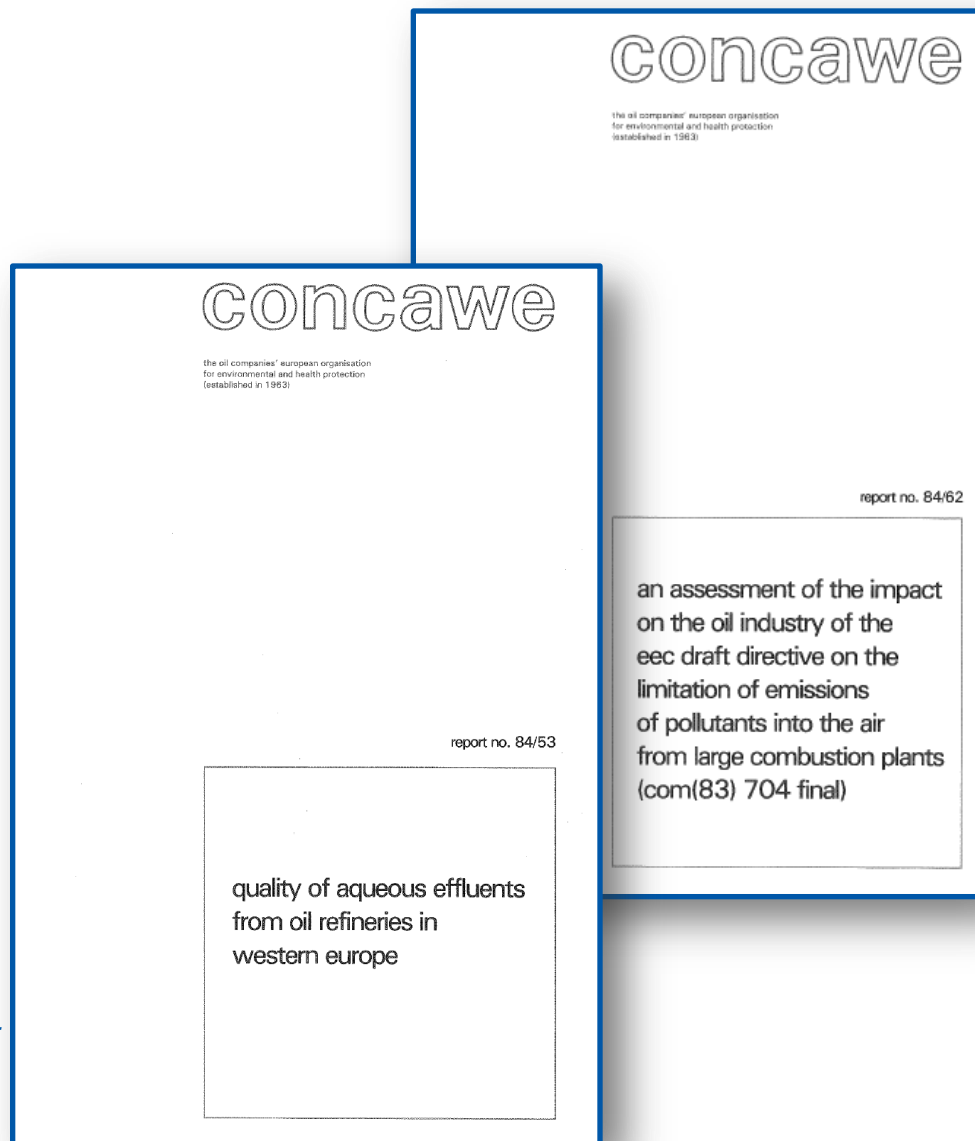 concawe
the oil companies' european organisation
for environmental and health protection
(established in 1963)
report no. 84/62
an assessment of the impact
on the oil industry of the
eec draft directive on the
limitation of emissions
of pollutants into the air
from large combustion plants
(com(83) 704 final)
concawe
the oil companies' european organisation
for environmental and health protection
(established in 1963)
report no. 84/53
quality of aqueous effluents
from oil refineries in
western europe